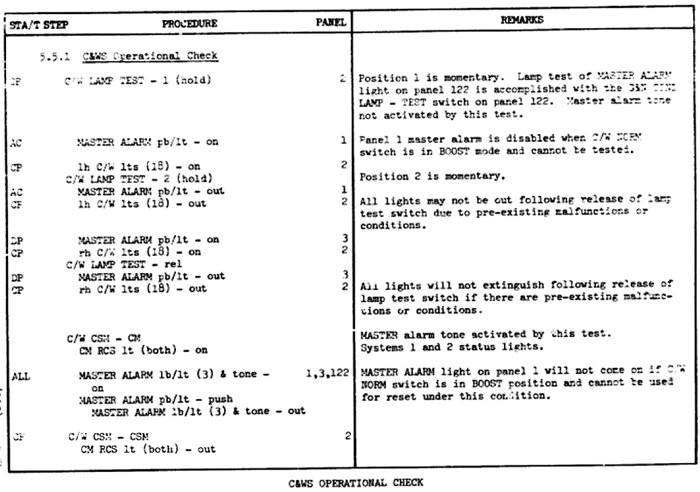 STA/T STEP PROCEDURE PANEL REMARKS
5.5.1 C&WS Operational Check
CP C/W LAMP TEST - 1 (hold) 2 Position 1 is momentary. Lamp test of MASTER ALARM
light on panel 122 is accomplished with the G&N COND
LAMP - TEST switch on panel 122. Master alarm tone
not activated by this test.
AC MASTER ALARM pb/lt - on 1 Panel 1 master alarm is disabled when C/W NORM
switch is in BOOST mode and cannot be tested.
CP lh C/W lts (18) - on 2
C/W LAMP TEST - 2 (hold) Position 2 is momentary.
AC MASTER ALARM pb/lt - out 1
CP lh C/W lts (18) - out 2 All lights may not be out following release of lamp
test switch due to pre-existing malfunctions or
conditions.
DP MASTER ALARM pb/lt - on 3
CP rh C/W lts (18) - on 2
C/W LAMP TEST - rel
DP MASTER ALARM pb/lt - out 3
CP rh C/W lts (18) - out 2 All lights will not extinguish following release of
lamp test switch if there are pre-existing malfunc-
tions or conditions.
C/W CSM - CM MASTER alarm tone activated by this test.
CM RCS lt (both) - on Systems 1 and 2 status lights.
ALL MASTER ALARM lb/lt (3) & tone - 1,3,122 MASTER ALARM light on panel 1 will not come on if C/W
on NORM switch is in BOOST position and cannot be used
MASTER ALARM pb/lt - push for reset under this condition.
MASTER ALARM lb/lt (3) & tone - out
CP C/W CSM - CSM 2
CM RCS lt (both) - out
C&WS OPERATIONAL CHECK